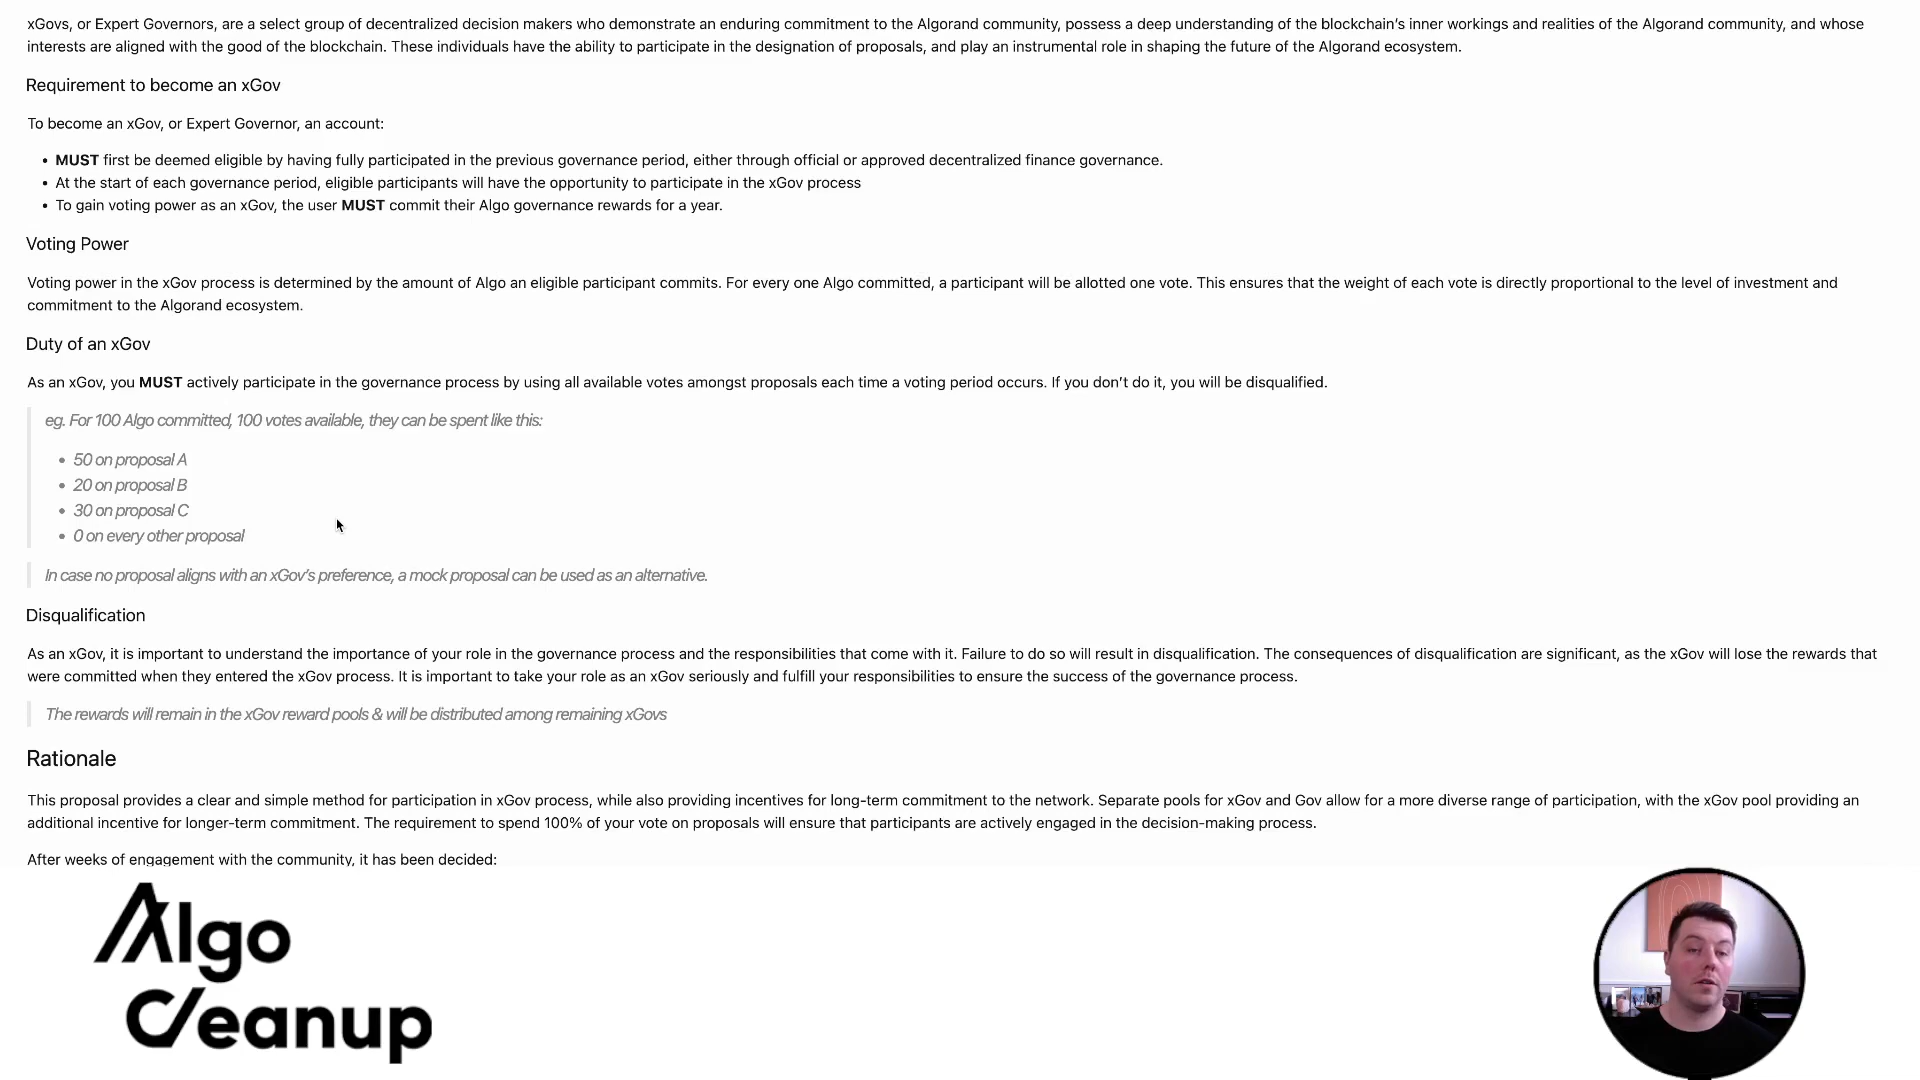 xGovs, or Expert Governors, are a select group of decentralized decision makers who demonstrate an enduring commitment to the Algorand community, possess a deep understanding of the blockchain’s inner workings and realities of the Algorand community, and whose
interests are aligned with the good of the blockchain. These individuals have the ability to participate in the designation of proposals, and play an instrumental role in shaping the future of the Algorand ecosystem.
Requirement to become an xGov
To become an xGov, or Expert Governor, an account:
• MUST first be deemed eligible by having fully participated in the previous governance period, either through official or approved decentralized finance governance.
• At the start of each governance period, eligible participants will have the opportunity to participate in the xGov process
• To gain voting power as an xGov, the user MUST commit their Algo governance rewards for a year.
Voting Power
Voting power in the xGov process is determined by the amount of Algo an eligible participant commits. For every one Algo committed, a participant will be allotted one vote. This ensures that the weight of each vote is directly proportional to the level of investment and
commitment to the Algorand ecosystem.
Duty of an xGov
As an xGov, you MUST actively participate in the governance process by using all available votes amongst proposals each time a voting period occurs. If you don’t do it, you will be disqualified.
eg. For 100 Algo committed, 100 votes available, they can be spent like this:
• 50 on proposal A
• 20 on proposal B
• 30 on proposal C
• 0 on every other proposal
In case no proposal aligns with an xGov’s preference, a mock proposal can be used as an alternative.
Disqualification
As an xGov, it is important to understand the importance of your role in the governance process and the responsibilities that come with it. Failure to do so will result in disqualification. The consequences of disqualification are significant, as the xGov will lose the rewards that
were committed when they entered the xGov process. It is important to take your role as an xGov seriously and fulfill your responsibilities to ensure the success of the governance process.
The rewards will remain in the xGov reward pools & will be distributed among remaining xGovs
Rationale
This proposal provides a clear and simple method for participation in xGov process, while also providing incentives for long-term commitment to the network. Separate pools for xGov and Gov allow for a more diverse range of participation, with the xGov pool providing an
additional incentive for longer-term commitment. The requirement to spend 100% of your vote on proposals will ensure that participants are actively engaged in the decision-making process.
After weeks of engagement with the community, it has been decided:
Algo
Cleanup